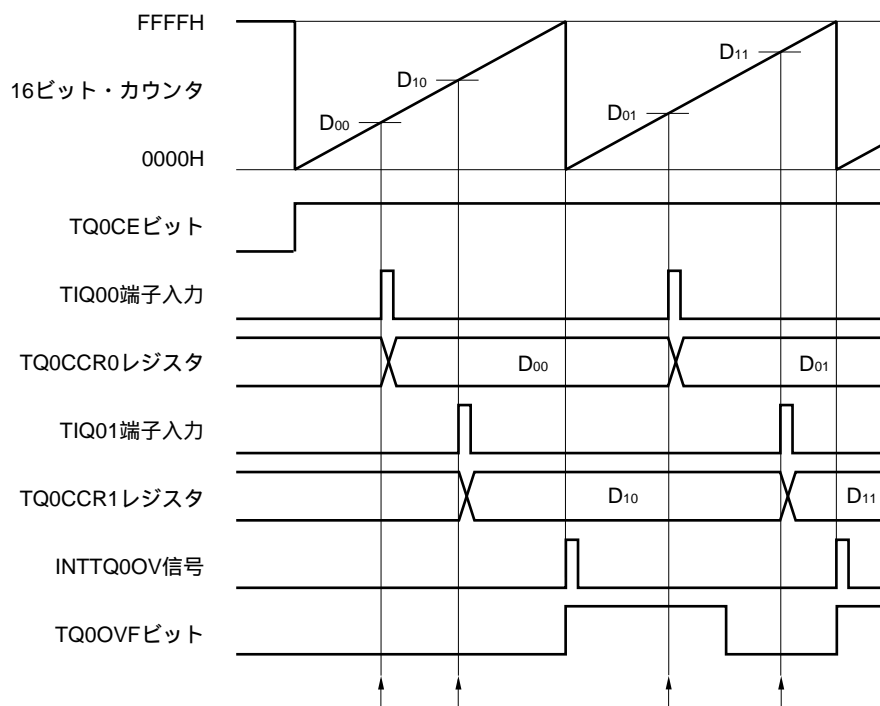 FFFFH
16ビット・カウンタ
0000H
D10
D00
D11
D01
TQ0CEビット
TIQ00端子入力
TQ0CCR0レジスタ
D00
D01
TIQ01端子入力
TQ0CCR1レジスタ
D10
D11
INTTQ0OV信号
TQ0OVFビット